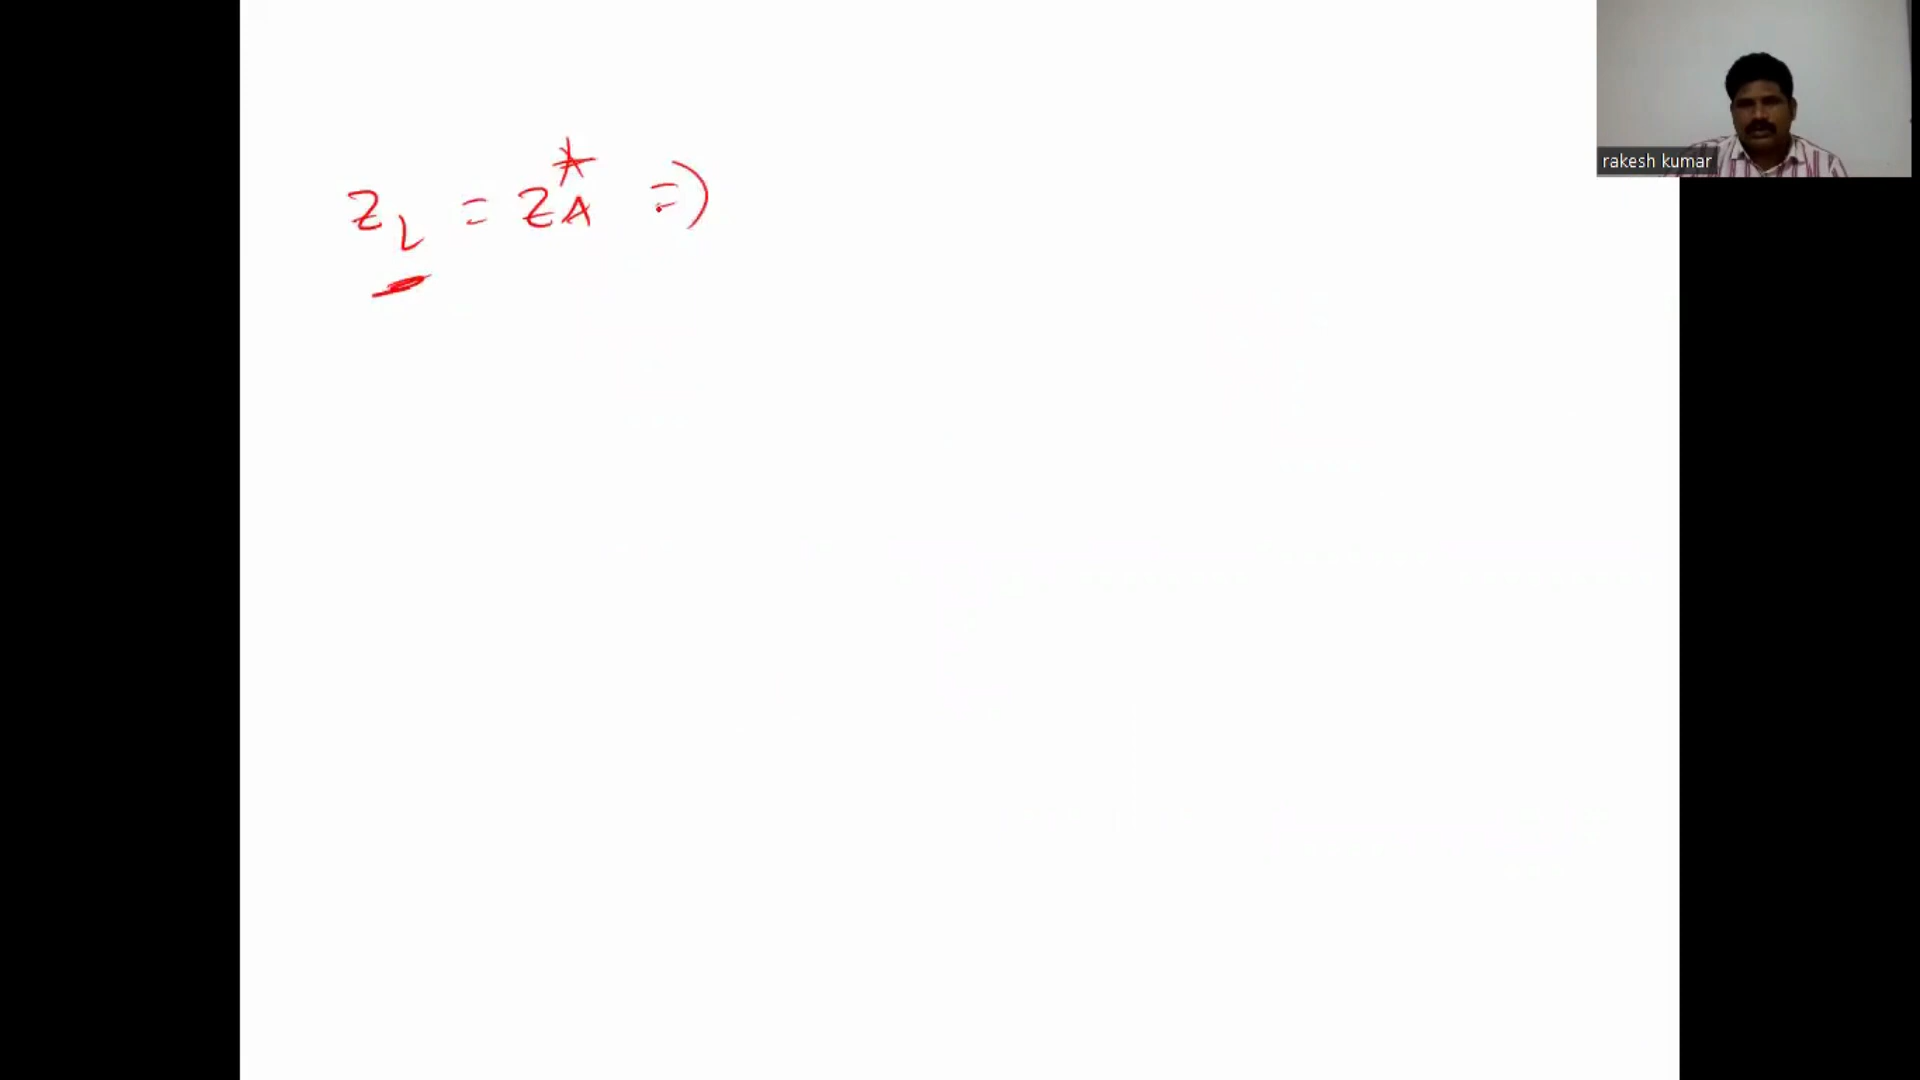 rakesh kumar
Z_L = Z_A^* =>